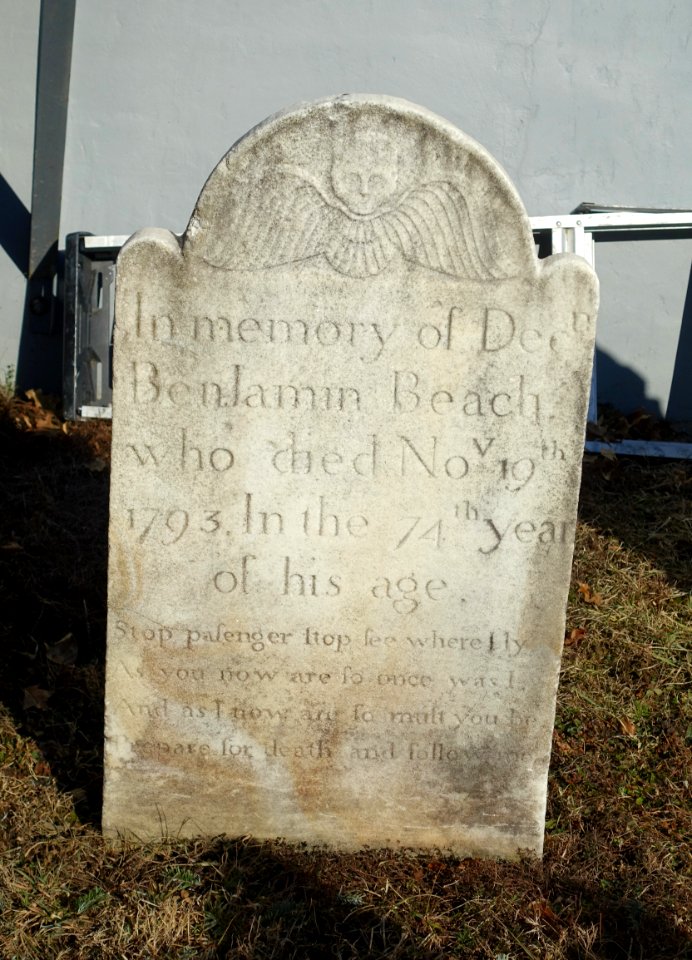 In memory of Decn
Benjamin Beach.
who died Novr 19th
1793. In the 74th year
of his age.
Stop paſenger ſtop ſee where I ly
As you now are ſo once was I,
And as I now am ſo muſt you be
Prepare for death and follow me